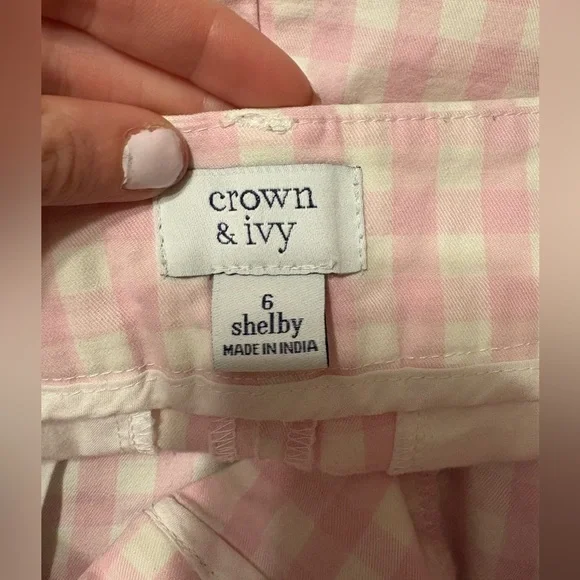 crown
& ivy
6
shelby
MADE IN INDIA